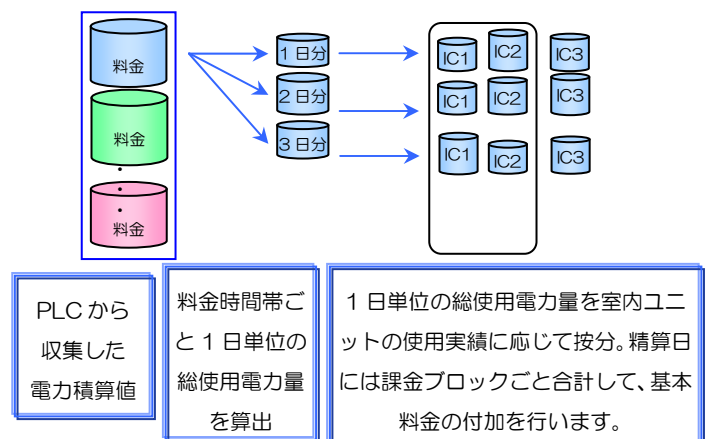 料金
料金
・
・
・
料金
1 日分
2 日分
3 日分
IC1
IC2
IC3
IC1
IC2
IC3
IC1
IC2
IC3
PLC から
収集した
電力積算値
料金時間帯ご
と 1 日単位の
総使用電力量
を算出
1 日単位の総使用電力量を室内ユニ
ットの使用実績に応じて按分。精算日
には課金ブロックごと合計して、基本
料金の付加を行います。